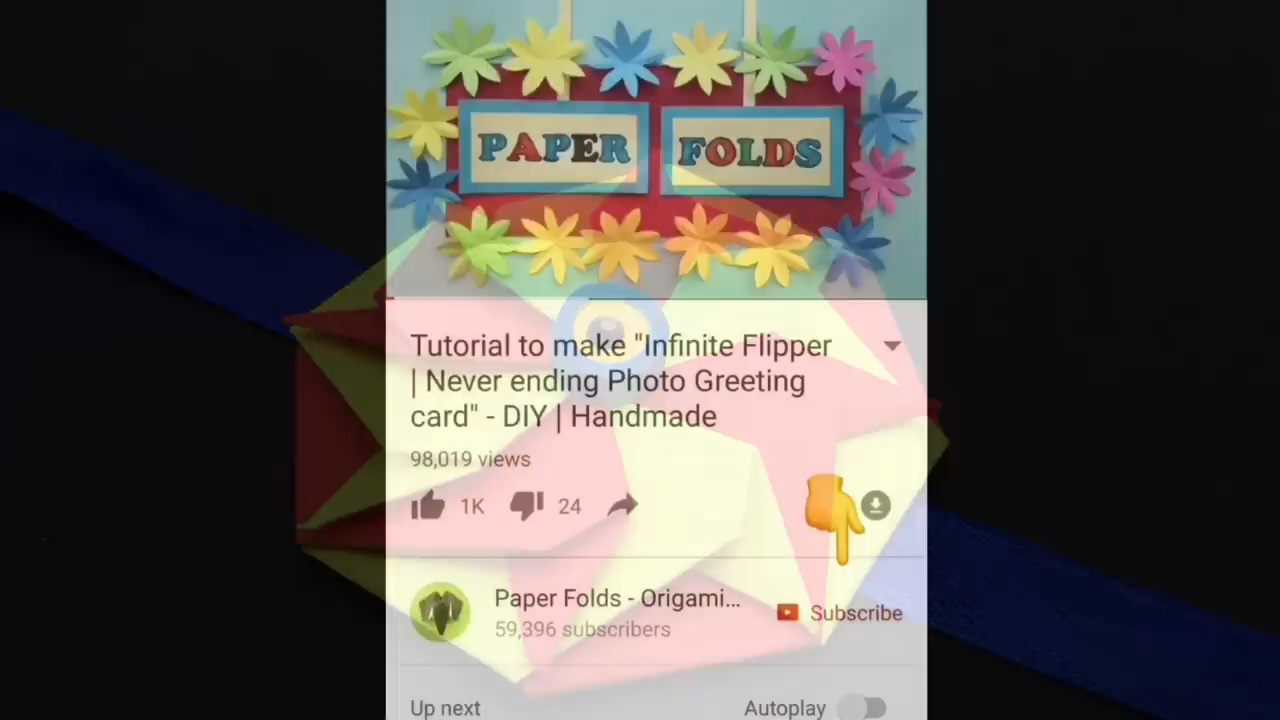 PAPER FOLDS
Tutorial to make "Infinite Flipper
| Never ending Photo Greeting
card" - DIY | Handmade
98,019 views
1K 24
Paper Folds - Origami...
Subscribe
59,396 subscribers
Up next
Autoplay